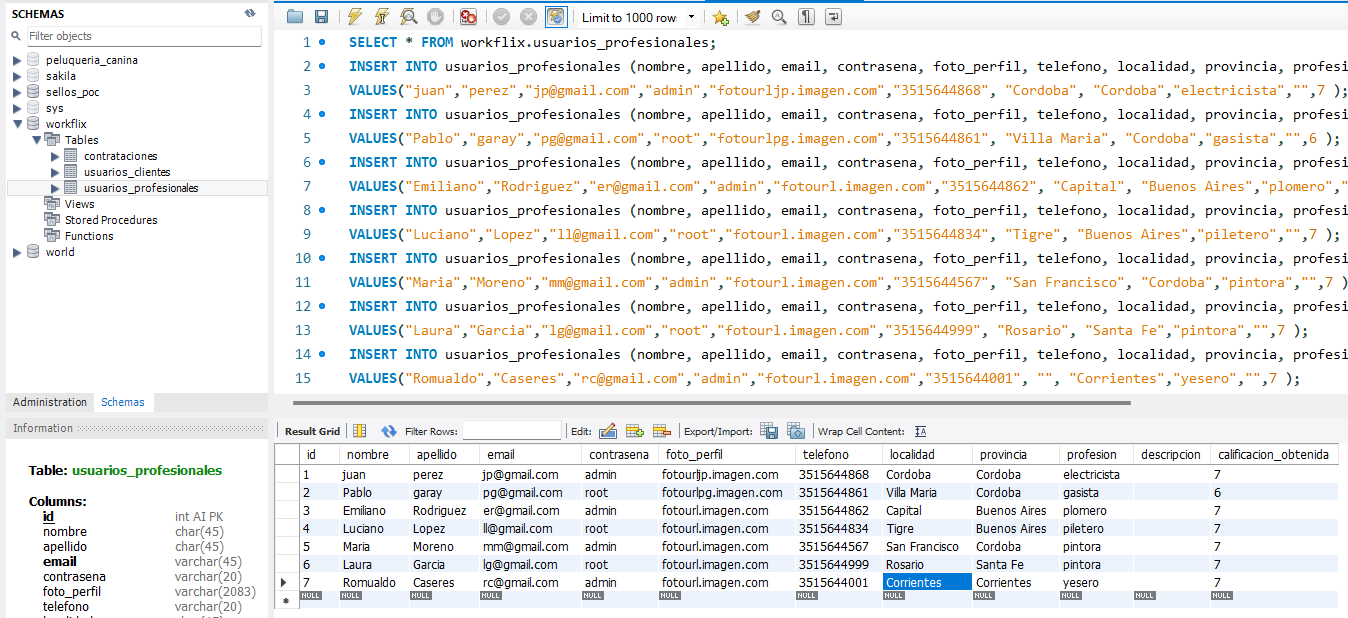 SCHEMAS
Filter objects
peluqueria_canina
sakila
sellos_poc
sys
workflix
Tables
contrataciones
usuarios_clientes
usuarios_profesionales
Views
Stored Procedures
Functions
world
Administration Schemas
Information
Table: usuarios_profesionales
Columns:
id int AI PK
nombre char(45)
apellido char(45)
email varchar(45)
contrasena varchar(20)
foto_perfil varchar(2083)
telefono varchar(20)
Limit to 1000 row
1 SELECT * FROM workflix.usuarios_profesionales;
2 INSERT INTO usuarios_profesionales (nombre, apellido, email, contrasena, foto_perfil, telefono, localidad, provincia, profesi
3 VALUES("juan","perez","jp@gmail.com","admin","fotourljp.imagen.com","3515644868", "Cordoba", "Cordoba","electricista","",7 );
4 INSERT INTO usuarios_profesionales (nombre, apellido, email, contrasena, foto_perfil, telefono, localidad, provincia, profesi
5 VALUES("Pablo","garay","pg@gmail.com","root","fotourlpg.imagen.com","3515644861", "Villa Maria", "Cordoba","gasista","",6 );
6 INSERT INTO usuarios_profesionales (nombre, apellido, email, contrasena, foto_perfil, telefono, localidad, provincia, profesi
7 VALUES("Emiliano","Rodriguez","er@gmail.com","admin","fotourl.imagen.com","3515644862", "Capital", "Buenos Aires","plomero","
8 INSERT INTO usuarios_profesionales (nombre, apellido, email, contrasena, foto_perfil, telefono, localidad, provincia, profesi
9 VALUES("Luciano","Lopez","ll@gmail.com","root","fotourl.imagen.com","3515644834", "Tigre", "Buenos Aires","piletero","",7 );
10 INSERT INTO usuarios_profesionales (nombre, apellido, email, contrasena, foto_perfil, telefono, localidad, provincia, profesi
11 VALUES("Maria","Moreno","mm@gmail.com","admin","fotourl.imagen.com","3515644567", "San Francisco", "Cordoba","pintora","",7 )
12 INSERT INTO usuarios_profesionales (nombre, apellido, email, contrasena, foto_perfil, telefono, localidad, provincia, profesi
13 VALUES("Laura","Garcia","lg@gmail.com","root","fotourl.imagen.com","3515644999", "Rosario", "Santa Fe","pintora","",7 );
14 INSERT INTO usuarios_profesionales (nombre, apellido, email, contrasena, foto_perfil, telefono, localidad, provincia, profesi
15 VALUES("Romualdo","Caseres","rc@gmail.com","admin","fotourl.imagen.com","3515644001", "", "Corrientes","yesero","",7 );
Result Grid Filter Rows: Edit: Export/Import: Wrap Cell Content:
id nombre apellido email contrasena foto_perfil telefono localidad provincia profesion descripcion calificacion_obtenida
1 juan perez jp@gmail.com admin fotourljp.imagen.com 3515644868 Cordoba Cordoba electricista 7
2 Pablo garay pg@gmail.com root fotourlpg.imagen.com 3515644861 Villa Maria Cordoba gasista 6
3 Emiliano Rodriguez er@gmail.com admin fotourl.imagen.com 3515644862 Capital Buenos Aires plomero 7
4 Luciano Lopez ll@gmail.com root fotourl.imagen.com 3515644834 Tigre Buenos Aires piletero 7
5 Maria Moreno mm@gmail.com admin fotourl.imagen.com 3515644567 San Francisco Cordoba pintora 7
6 Laura Garcia lg@gmail.com root fotourl.imagen.com 3515644999 Rosario Santa Fe pintora 7
7 Romualdo Caseres rc@gmail.com admin fotourl.imagen.com 3515644001 Corrientes Corrientes yesero 7
NULL NULL NULL NULL NULL NULL NULL NULL NULL NULL NULL NULL